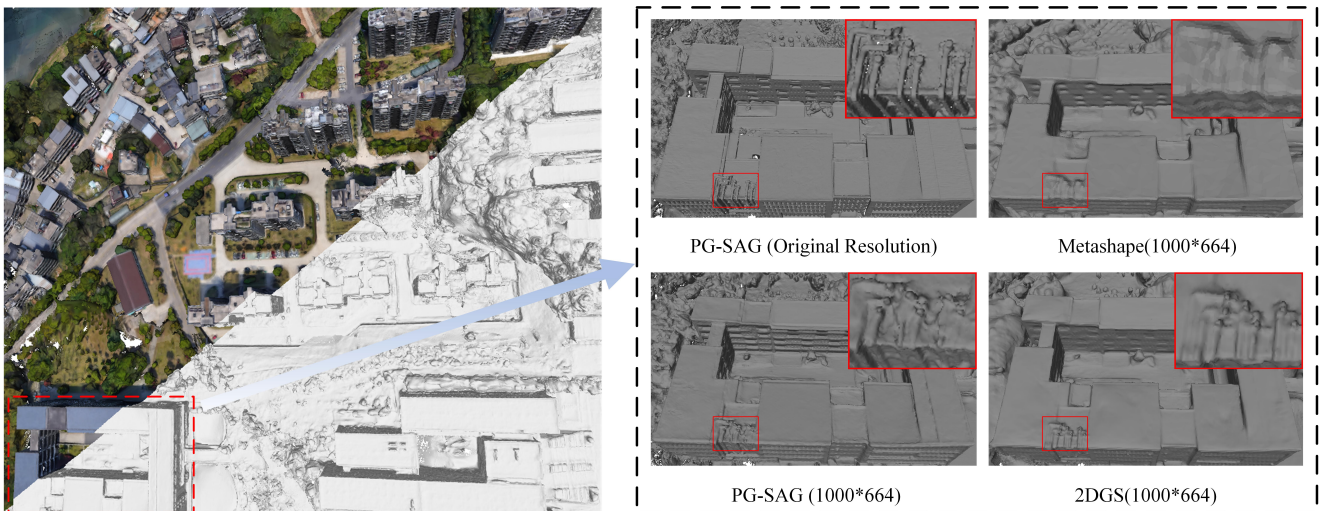 PG-SAG (Original Resolution)
Metashape(1000*664)
PG-SAG (1000*664)
2DGS(1000*664)